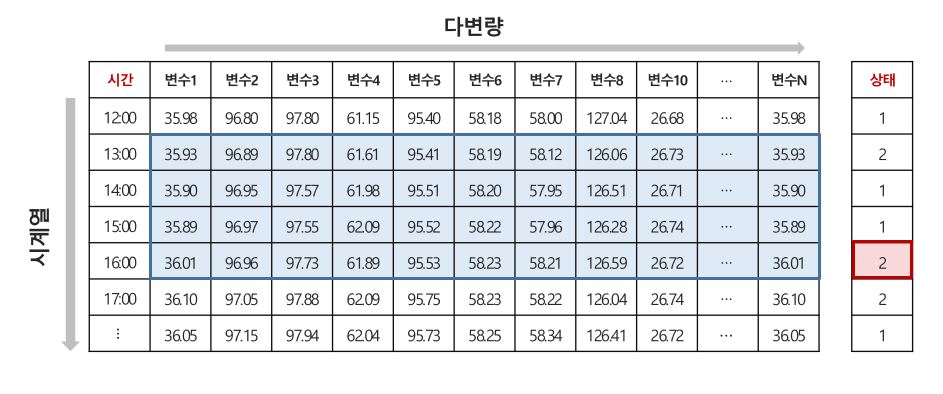 다변량
시간 변수1 변수2 변수3 변수4 변수5 변수6 변수7 변수8 변수10 ⋯ 변수N 상태
12:00 35.98 96.80 97.80 61.15 95.40 58.18 58.00 127.04 26.68 ⋯ 35.98 1
13:00 35.93 96.89 97.80 61.61 95.41 58.19 58.12 126.06 26.73 ⋯ 35.93 2
14:00 35.90 96.95 97.57 61.98 95.51 58.20 57.95 126.51 26.71 ⋯ 35.90 1
15:00 35.89 96.97 97.55 62.09 95.52 58.22 57.96 126.28 26.74 ⋯ 35.89 1
16:00 36.01 96.96 97.73 61.89 95.53 58.23 58.21 126.59 26.72 ⋯ 36.01 2
17:00 36.10 97.05 97.88 62.09 95.75 58.23 58.22 126.04 26.74 ⋯ 36.10 2
⋮ 36.05 97.15 97.94 62.04 95.73 58.25 58.34 126.41 26.72 ⋯ 36.05 1
시계열